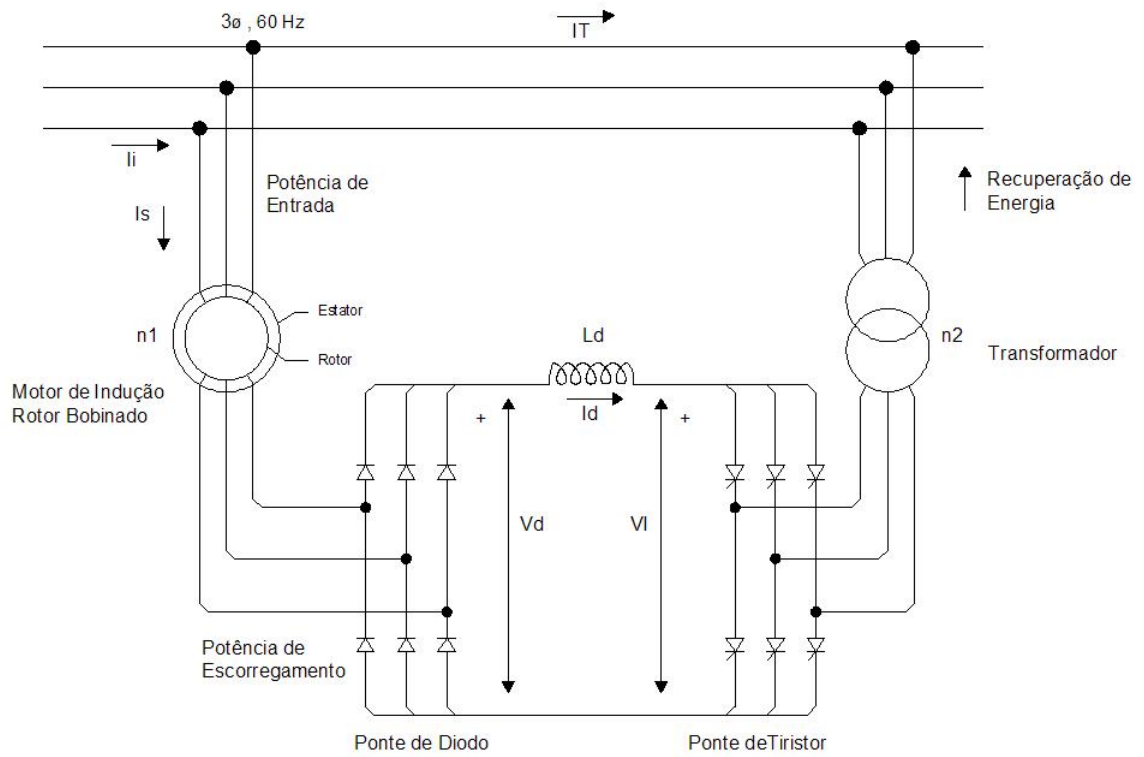 3ø , 60 Hz
IT
Ii
Is
Potência de
Entrada
Recuperação de
Energia
n1
Estator
Rotor
Motor de Indução
Rotor Bobinado
Ld
Id
+
+
Vd
VI
n2
Transformador
Potência de
Escorregamento
Ponte de Diodo
Ponte deTiristor